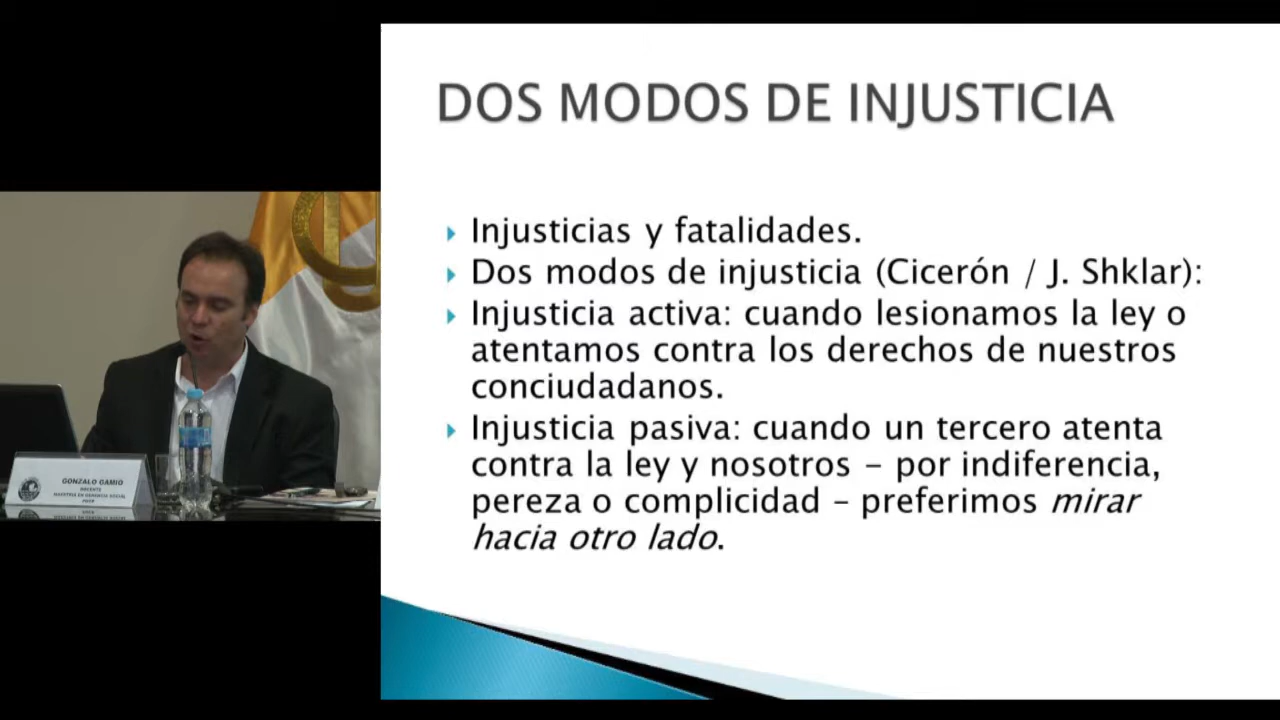 DOS MODOS DE INJUSTICIA
Injusticias y fatalidades.
Dos modos de injusticia (Cicerón / J. Shklar):
Injusticia activa: cuando lesionamos la ley o
atentamos contra los derechos de nuestros
conciudadanos.
Injusticia pasiva: cuando un tercero atenta
contra la ley y nosotros – por indiferencia,
pereza o complicidad – preferimos mirar
hacia otro lado.
GONZALO GAMIO
DOCENTE
MAESTRÍA EN GERENCIA SOCIAL
PUCP